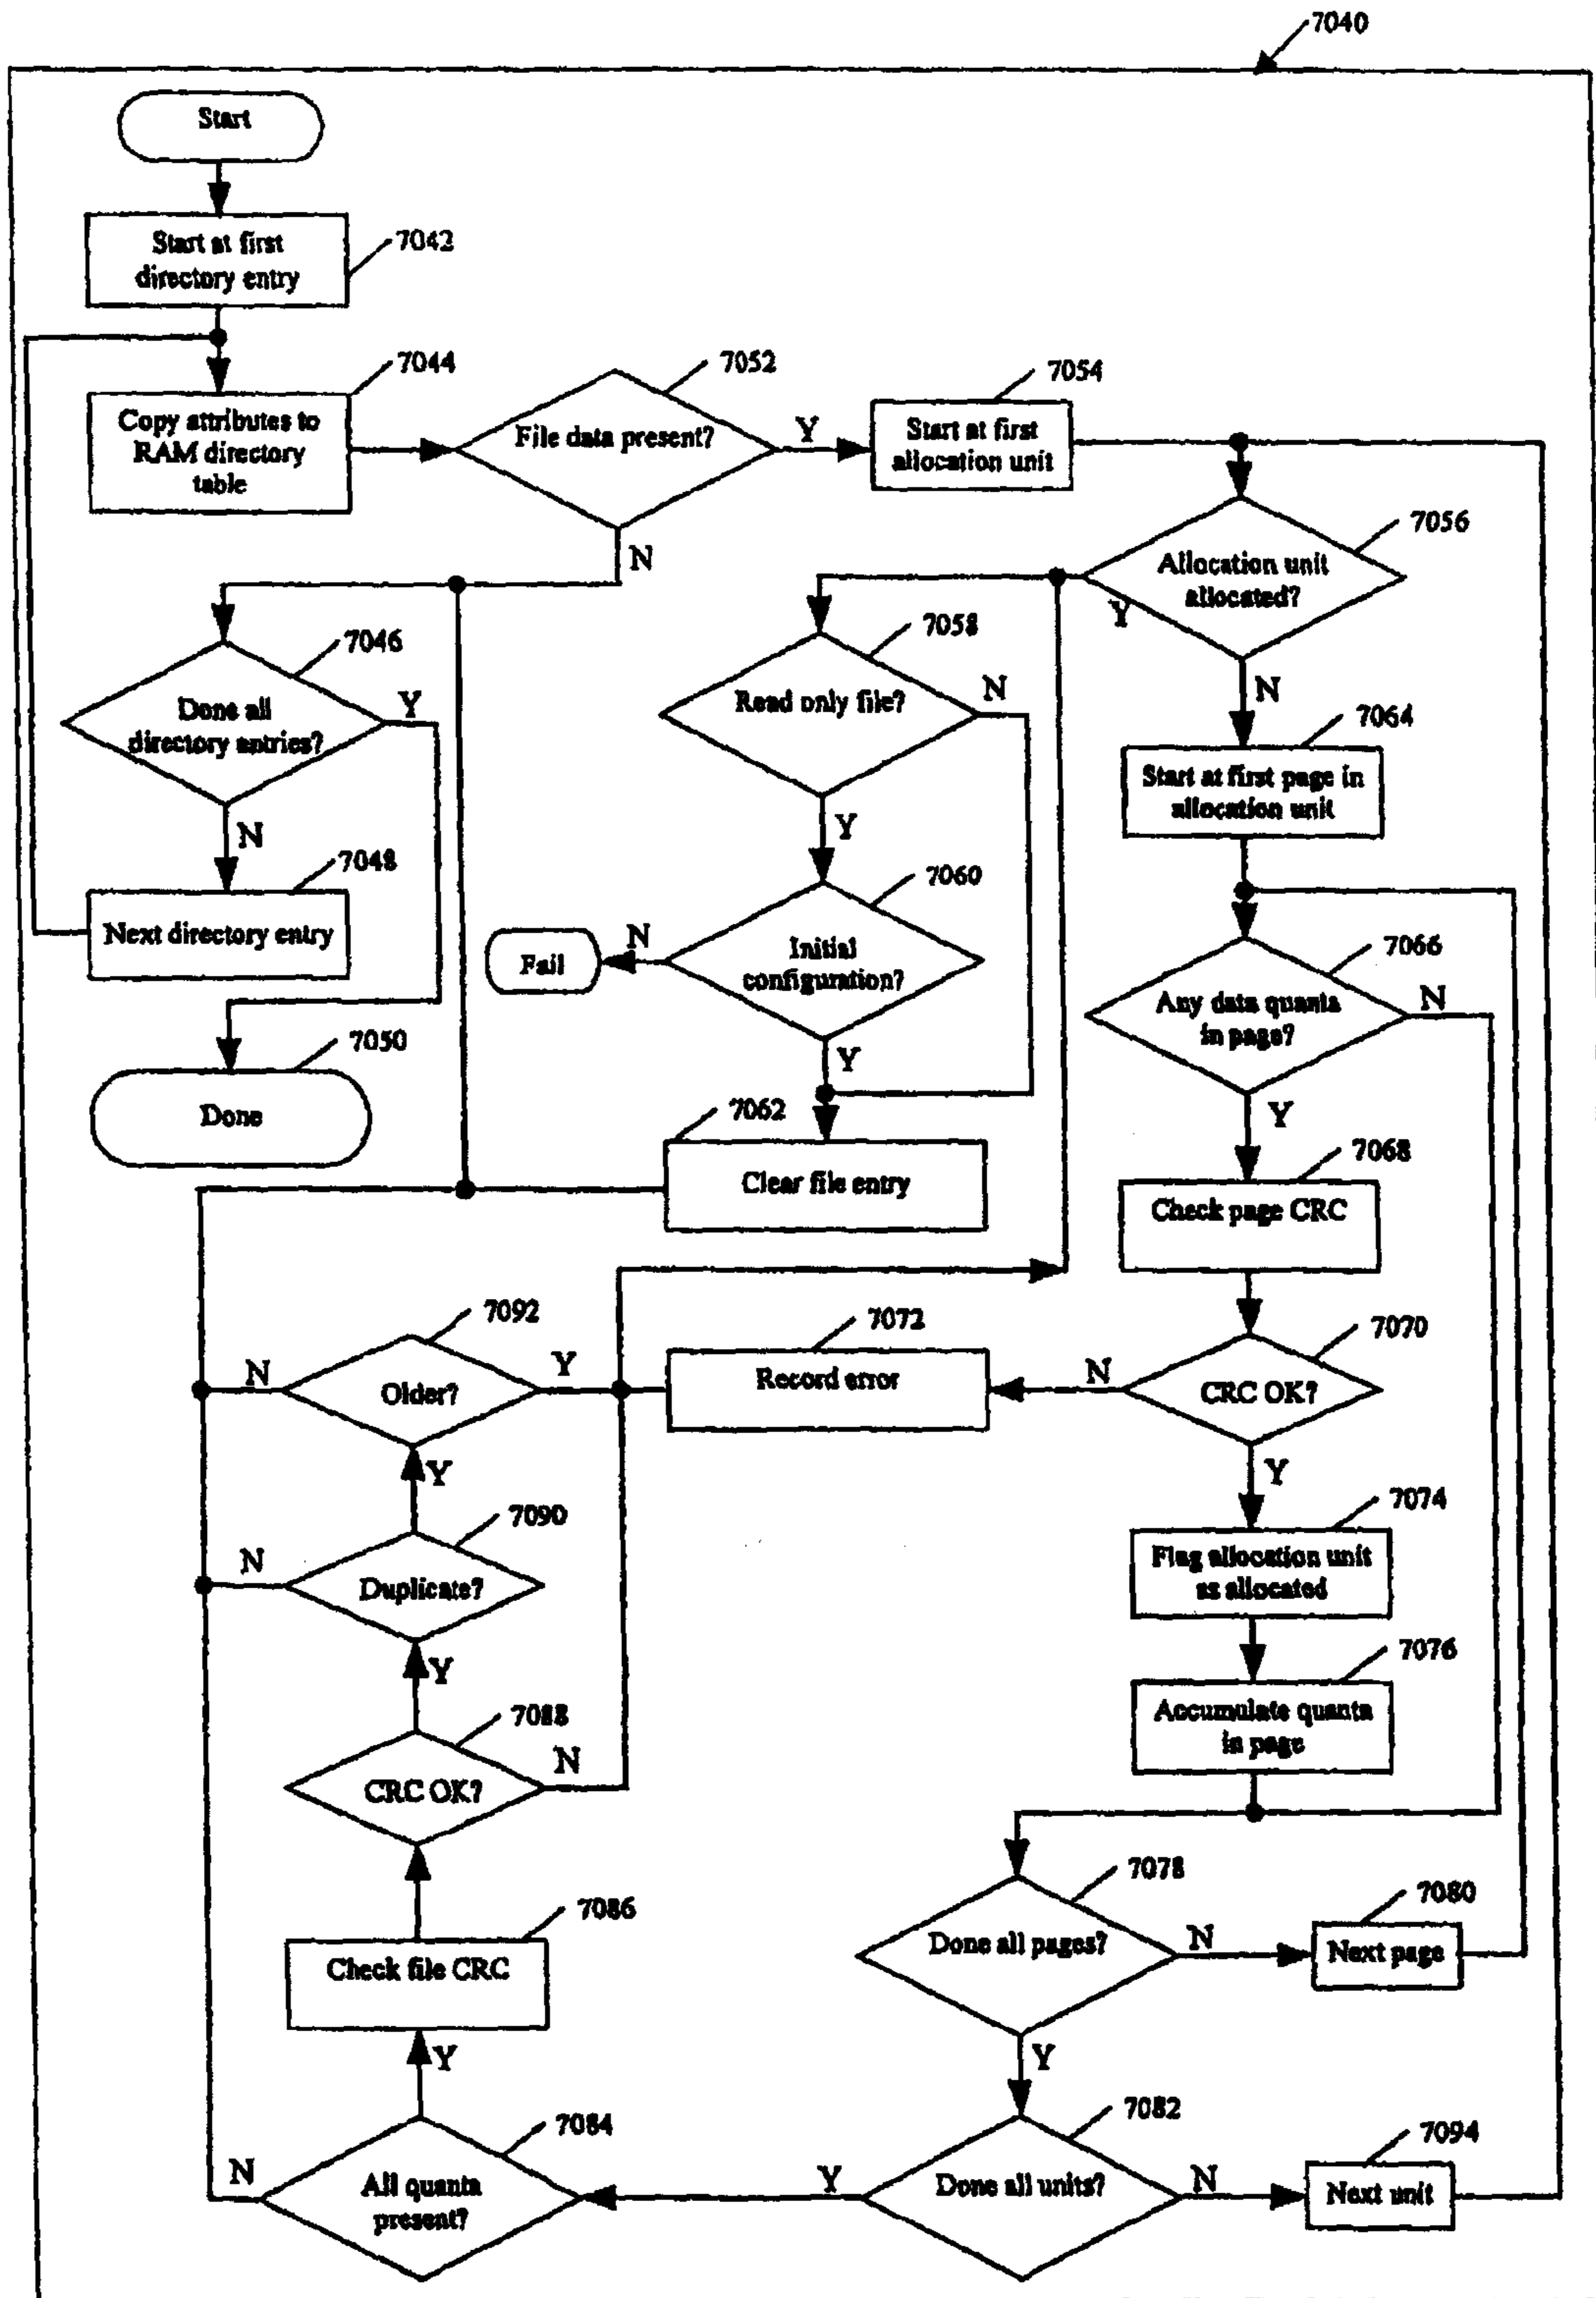 7040
Start
Start at first
directory entry
7042
Copy attributes to
RAM directory
table
7044
File data present?
7052
Y
N
Start at first
allocation unit
7054
Allocation unit
allocated?
7056
Y
N
Done all
directory entries?
7046
Y
N
Read only file?
7058
N
Y
Start at first page in
allocation unit
7064
Next directory entry
7048
Initial
configuration?
7060
N
Fail
Y
Any data quanta
in page?
7066
N
Y
Done
7050
Clear file entry
7062
Check page CRC
7068
Older?
7092
N
Y
Record error
7072
CRC OK?
7070
N
Y
Duplicate?
7090
N
Y
Flag allocation unit
as allocated
7074
Accumulate quanta
in page
7076
CRC OK?
7088
N
Y
Check file CRC
7086
Done all pages?
7078
N
Next page
7080
Y
Y
All quanta
present?
7084
N
Y
Done all units?
7082
N
Next unit
7094